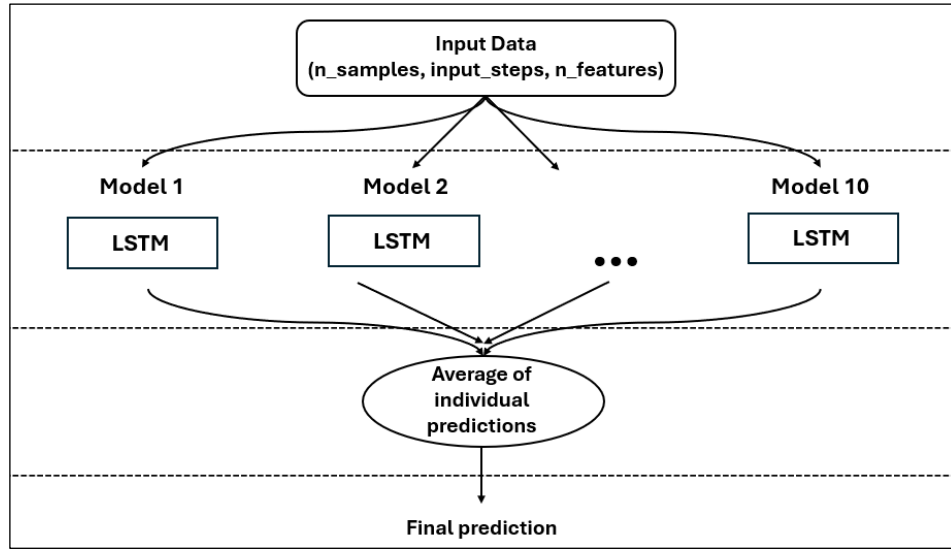 Input Data
(n_samples, input_steps, n_features)
Model 1
Model 2
Model 10
LSTM
LSTM
LSTM
Average of
individual
predictions
Final prediction